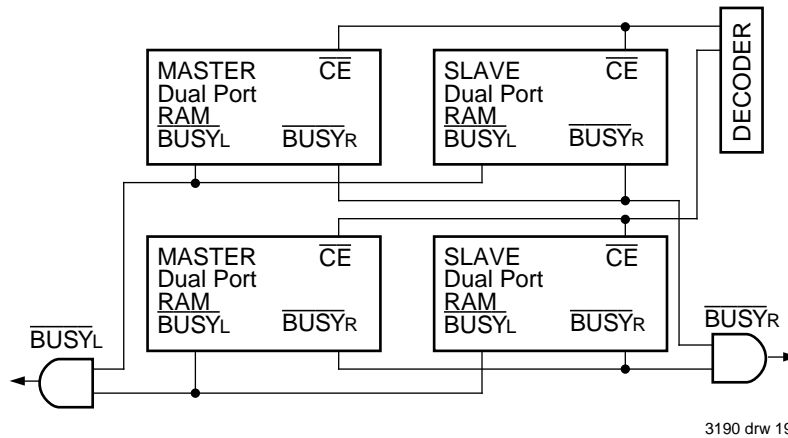 MASTER
Dual Port
RAM
BUSYL
CE
BUSYR
SLAVE
Dual Port
RAM
BUSYL
CE
BUSYR
DECODER
MASTER
Dual Port
RAM
BUSYL
CE
BUSYR
SLAVE
Dual Port
RAM
BUSYL
CE
BUSYR
BUSYL
BUSYR
3190 drw 19